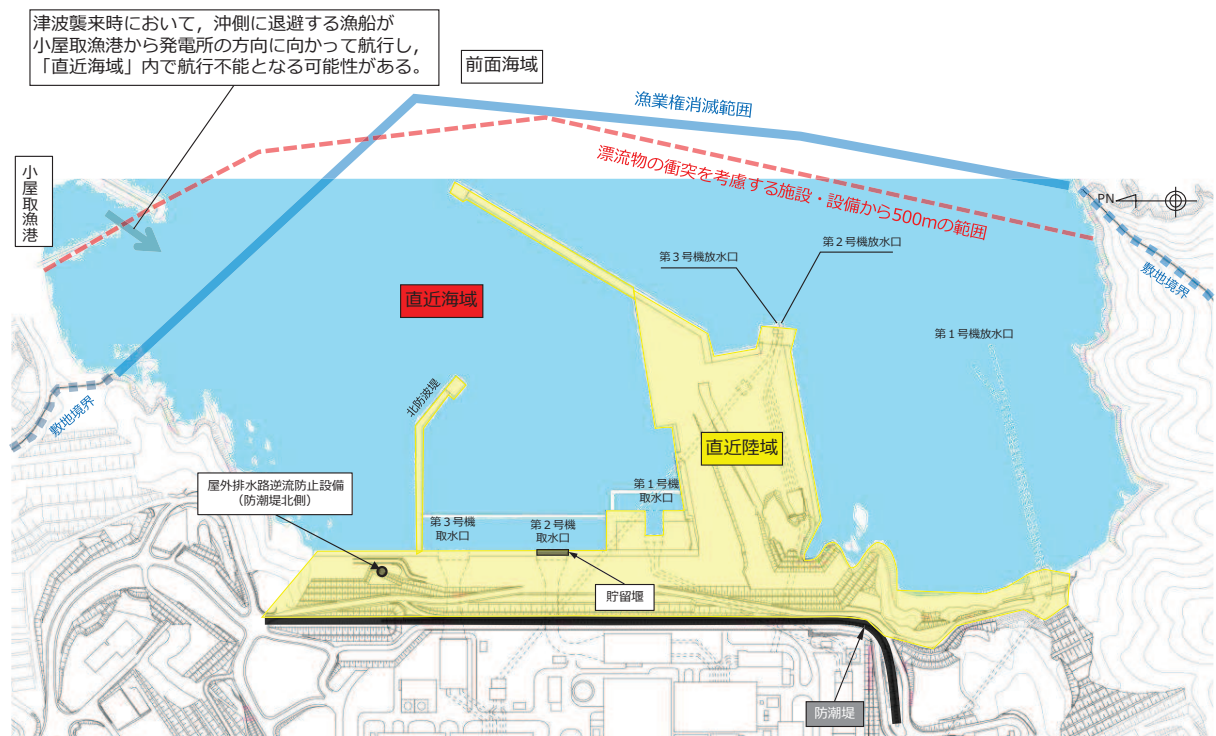 津波襲来時において，沖側に退避する漁船が
小屋取漁港から発電所の方向に向かって航行し，
「直近海域」内で航行不能となる可能性がある。
前面海域
漁業権消滅範囲
漂流物の衝突を考慮する施設・設備から500mの範囲
小屋取漁港
PN
敷地境界
第２号機放水口
第３号機放水口
直近海域
第１号機放水口
北防波堤
敷地境界
直近陸域
屋外排水路逆流防止設備
（防潮堤北側）
第１号機
取水口
第３号機
取水口
第２号機
取水口
貯留堰
防潮堤